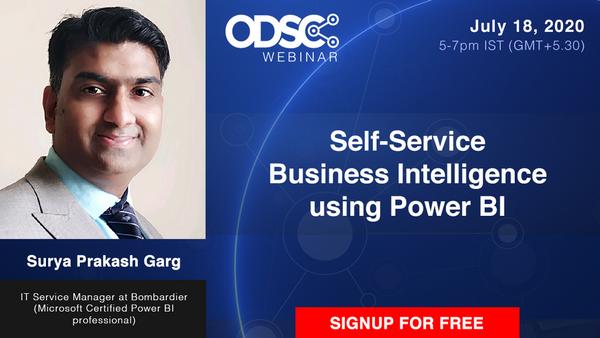 ODSC
WEBINAR
July 18, 2020
5-7pm IST (GMT+5.30)
Self-Service
Business Intelligence
using Power BI
Surya Prakash Garg
IT Service Manager at Bombardier
(Microsoft Certified Power BI
professional)
SIGNUP FOR FREE